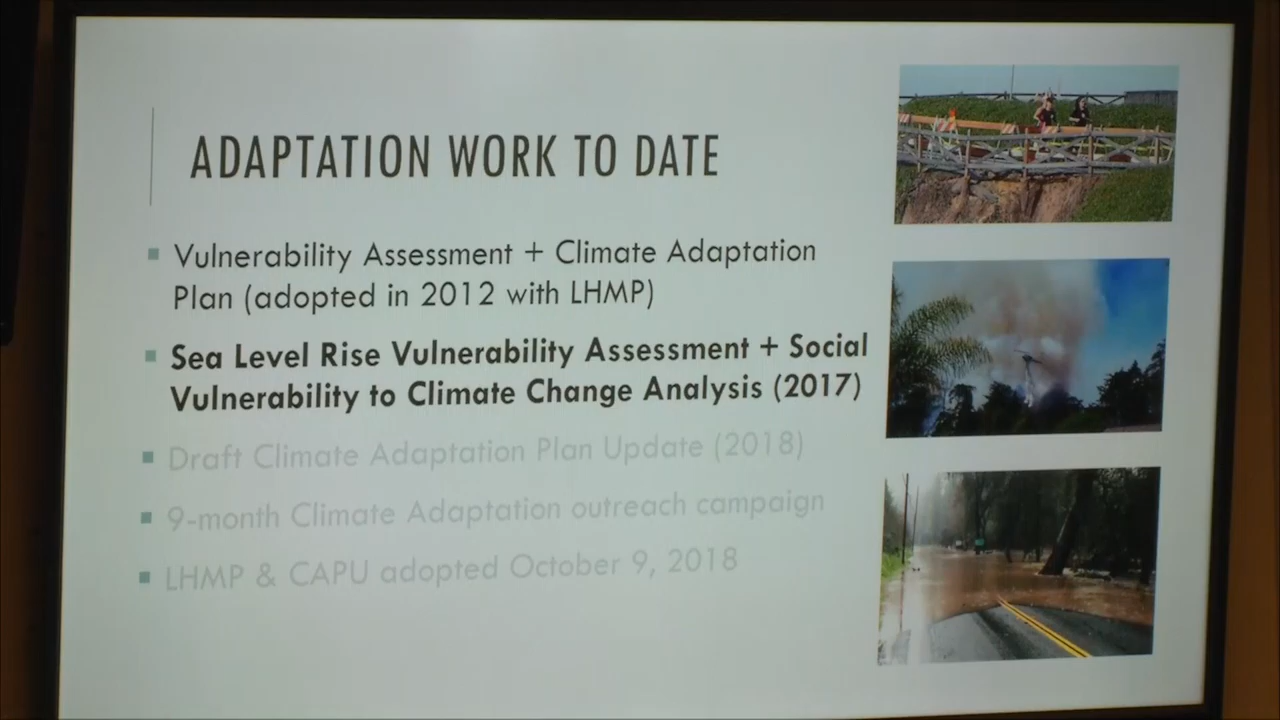 ADAPTATION WORK TO DATE
Vulnerability Assessment + Climate Adaptation
Plan (adopted in 2012 with LHMP)
Sea Level Rise Vulnerability Assessment + Social
Vulnerability to Climate Change Analysis (2017)
Draft Climate Adaptation Plan Update (2018)
9-month Climate Adaptation outreach campaign
LHMP & CAPU adopted October 9, 2018